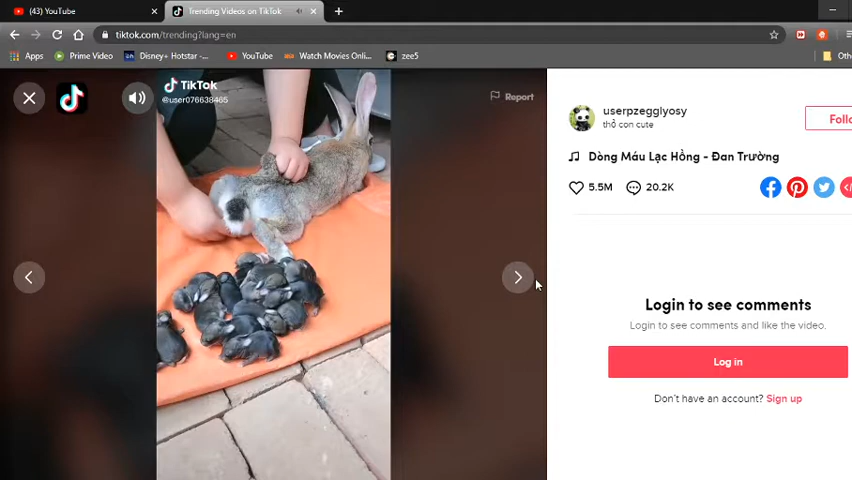 (43) YouTube
Trending Videos on TikTok
tiktok.com/trending?lang=en
Apps
Prime Video
Disney+ Hotstar -...
YouTube
Watch Movies Onli...
zee5
Othe
TikTok
@user076638465
Report
userpzegglyosy
thỏ con cute
Follo
Dòng Máu Lạc Hồng - Đan Trường
5.5M
20.2K
Login to see comments
Login to see comments and like the video.
Log in
Don't have an account? Sign up